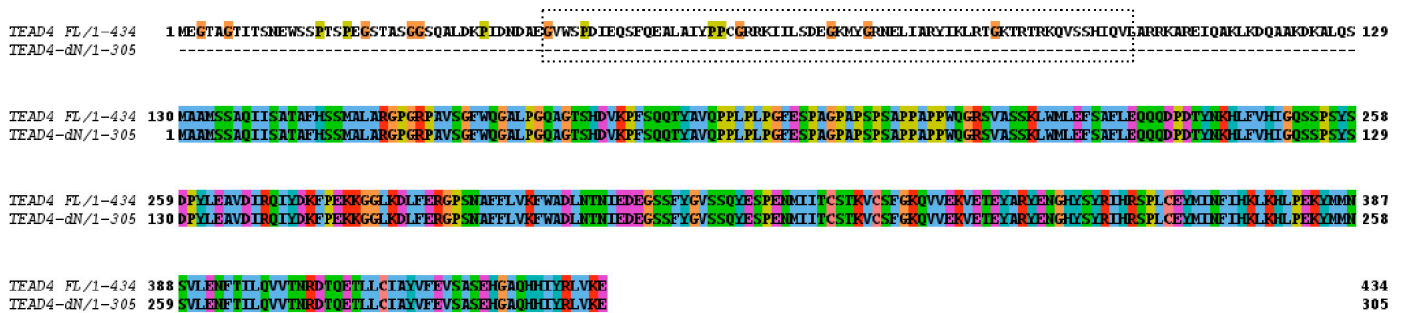 TEAD4 FL/1-434 1 MEGTAGTITSNEWSSPTSPEGSTASGGSQALDKPIDNDAEGVWSPDIEQSFQEALAIYPPCGRRKIILSDEGKMYGRNELIARYIKLRTGKTRTRKQVSSHIQVLARRKAREIQAKLKDQAAKDKALQS 129
TEAD4-dN/1-305 ---------------------------------------------------------------------------------------------------------------------------------
TEAD4 FL/1-434 130 MAAMSSAQIISATAFHSSMALARGPGRPAVSGFWQGALPGQAGTSHDVKPFSQQTYAVQPPLPLPGFESPAGPAPSPSAPPAPPWQGRSVASSKLWMLEFSAFLEQQQDPDTYNKHLFVHIGQSSPSYS 258
TEAD4-dN/1-305 1 MAAMSSAQIISATAFHSSMALARGPGRPAVSGFWQGALPGQAGTSHDVKPFSQQTYAVQPPLPLPGFESPAGPAPSPSAPPAPPWQGRSVASSKLWMLEFSAFLEQQQDPDTYNKHLFVHIGQSSPSYS 129
TEAD4 FL/1-434 259 DPYLEAVDIRQIYDKFPEKKGGLKDLFERGPSNAFFLVKFWADLNTNIEDEGSSFYGVSSQYESPENMIITCSTKVCSFGKQVVEKVETEYARYENGHYSYRIHRSPLCEYMINFIHKLKHLPEKYMMN 387
TEAD4-dN/1-305 130 DPYLEAVDIRQIYDKFPEKKGGLKDLFERGPSNAFFLVKFWADLNTNIEDEGSSFYGVSSQYESPENMIITCSTKVCSFGKQVVEKVETEYARYENGHYSYRIHRSPLCEYMINFIHKLKHLPEKYMMN 258
TEAD4 FL/1-434 388 SVLENFTILQVVTNRDTQETLLCIAYVFEVSASEHGAQHHIYRLVKE 434
TEAD4-dN/1-305 259 SVLENFTILQVVTNRDTQETLLCIAYVFEVSASEHGAQHHIYRLVKE 305